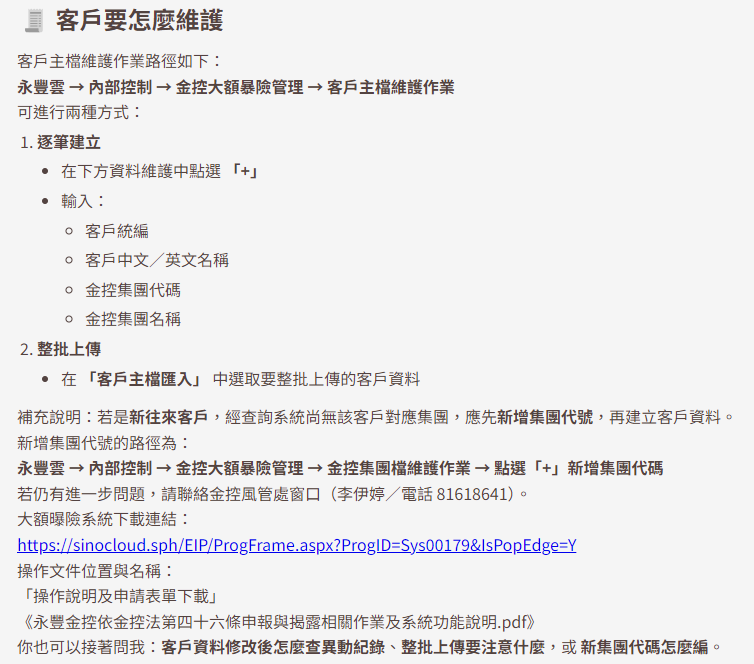 客戶要怎麼維護
客戶主檔維護作業路徑如下：
永豐雲 → 內部控制 → 金控大額暴險管理 → 客戶主檔維護作業
可進行兩種方式：
1. 逐筆建立
• 在下方資料維護中點選 「+」
• 輸入：
○ 客戶統編
○ 客戶中文／英文名稱
○ 金控集團代碼
○ 金控集團名稱
2. 整批上傳
• 在 「客戶主檔匯入」 中選取要整批上傳的客戶資料
補充說明：若是新往來客戶，經查詢系統尚無該客戶對應集團，應先新增集團代號，再建立客戶資料。
新增集團代號的路徑為：
永豐雲 → 內部控制 → 金控大額暴險管理 → 金控集團檔維護作業 → 點選「+」新增集團代碼
若仍有進一步問題，請聯絡金控風管處窗口（李伊婷／電話 81618641）。
大額曝險系統下載連結：
https://sinocloud.sph/EIP/ProgFrame.aspx?ProgID=Sys00179&IsPopEdge=Y
操作文件位置與名稱：
「操作說明及申請表單下載」
《永豐金控依金控法第四十六條申報與揭露相關作業及系統功能說明.pdf》
你也可以接著問我：客戶資料修改後怎麼查異動紀錄、整批上傳要注意什麼，或 新集團代碼怎麼編。